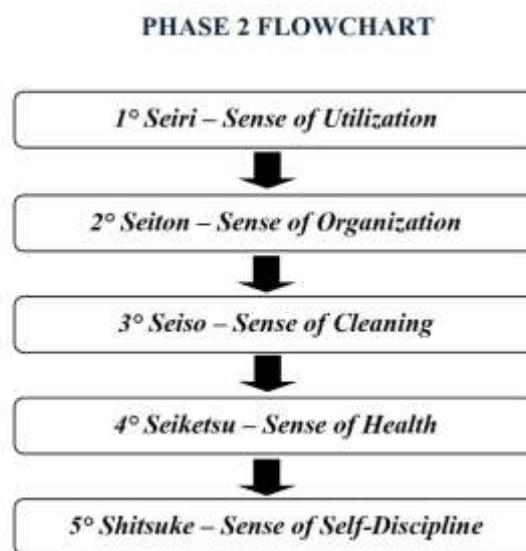 PHASE 2 FLOWCHART
1° Seiri – Sense of Utilization
2° Seiton – Sense of Organization
3° Seiso – Sense of Cleaning
4° Seiketsu – Sense of Health
5° Shitsuke – Sense of Self-Discipline